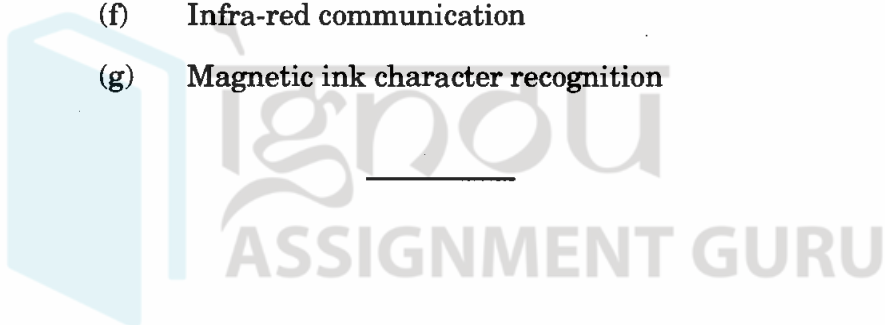 (f) Infra-red communication
(g) Magnetic ink character recognition
ignou
ASSIGNMENT GURU